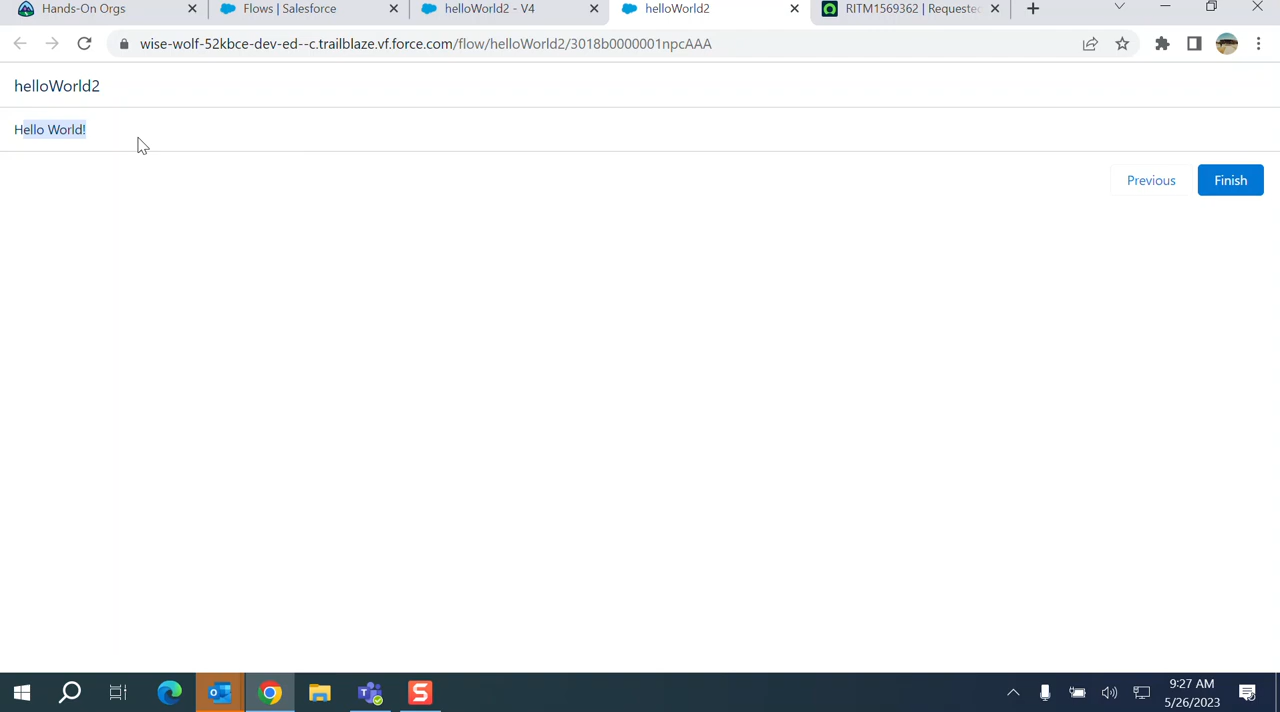 Hands-On Orgs
Flows | Salesforce
helloWorld2 - V4
helloWorld2
RITM1569362 | Requested
wise-wolf-52kbce-dev-ed--c.trailblaze.vf.force.com/flow/helloWorld2/3018b0000001npcAAA
helloWorld2
Hello World!
Previous
Finish
9:27 AM
5/26/2023